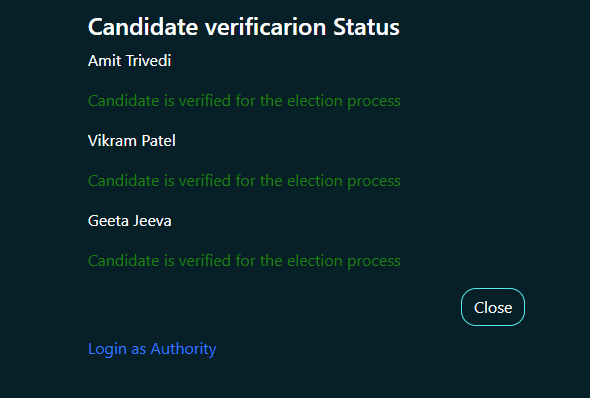 Candidate verificarion Status
Amit Trivedi
Candidate is verified for the election process
Vikram Patel
Candidate is verified for the election process
Geeta Jeeva
Candidate is verified for the election process
Close
Login as Authority